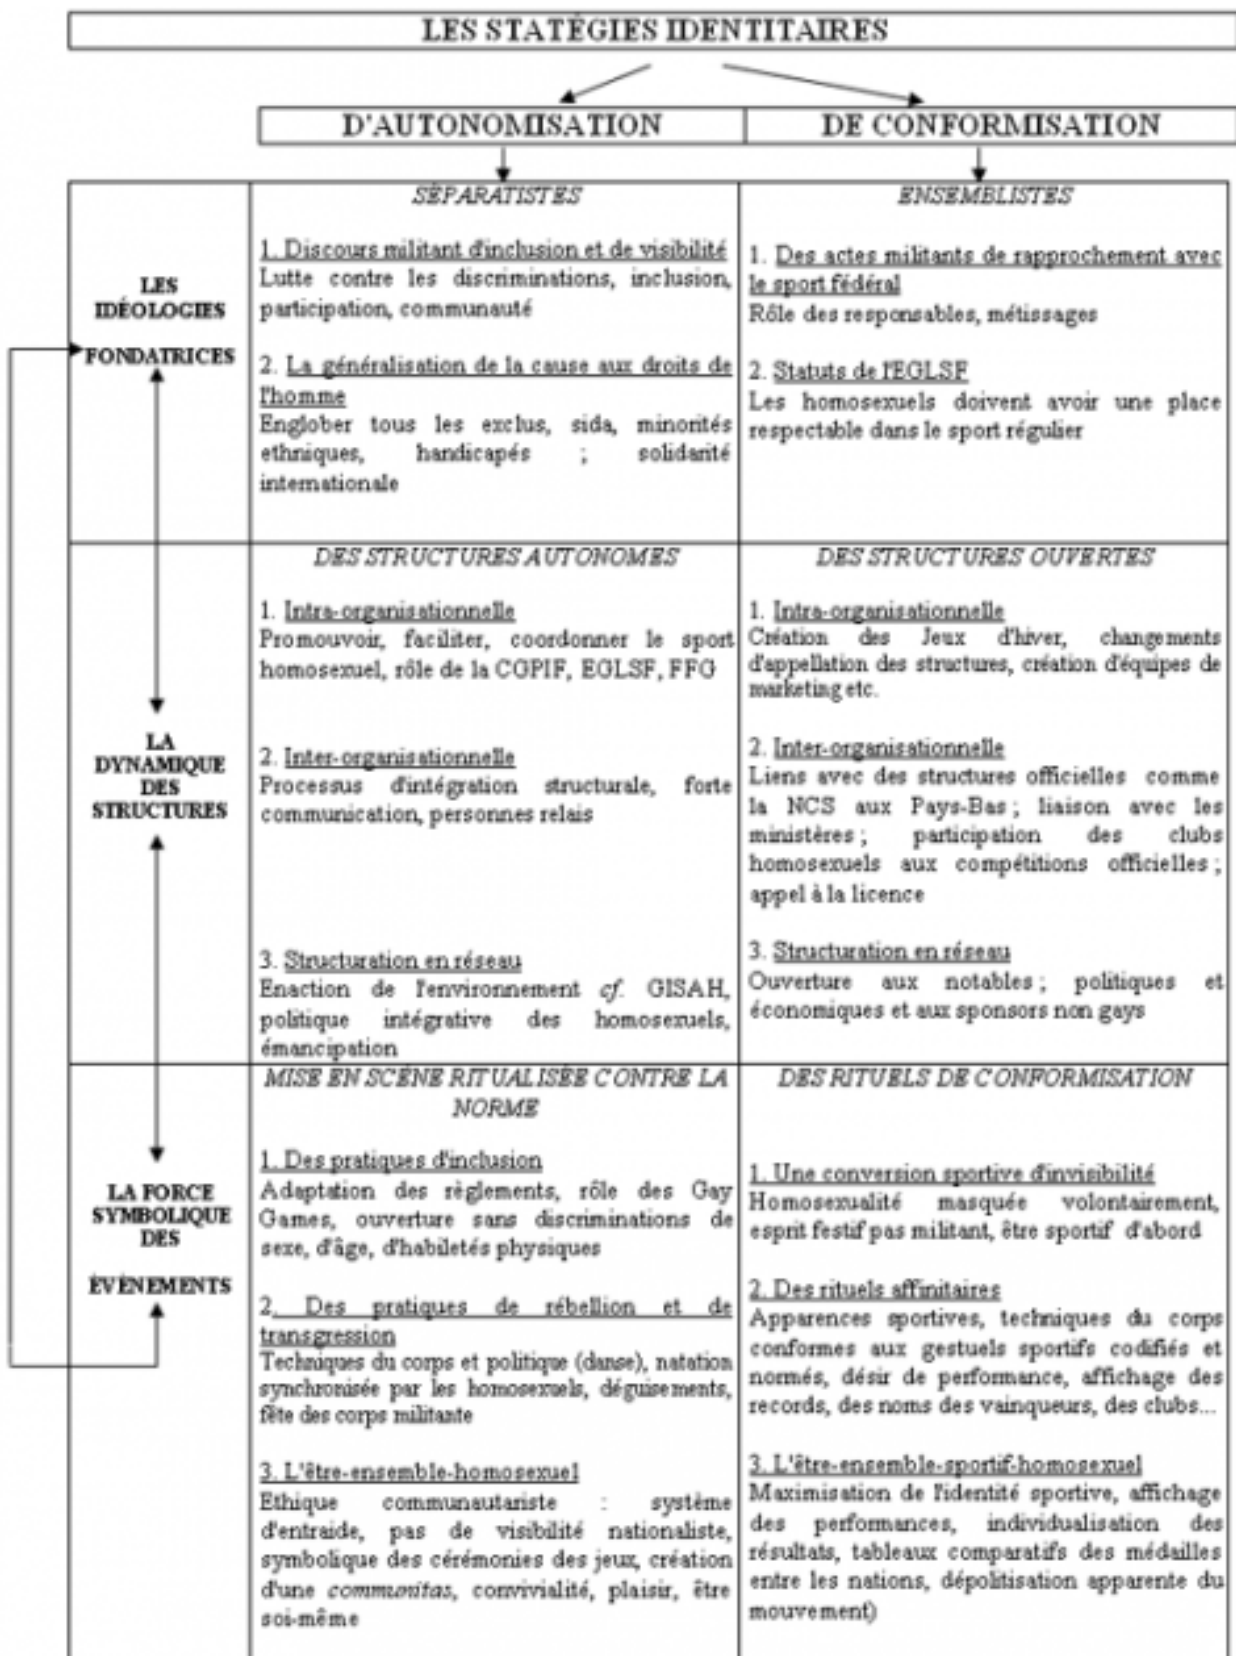 LES STATÉGIES IDENTITAIRES
D'AUTONOMISATION
DE CONFORMISATION
LES
IDÉOLOGIES
FONDATRICES
SÉPARATISTES
1. Discours militant d'inclusion et de visibilité
Lutte contre les discriminations, inclusion,
participation, communauté
2. La généralisation de la cause aux droits de
l'homme
Englober tous les exclus, sida, minorités
ethniques, handicapés ; solidarité
internationale
ENSEMBLISTES
1. Des actes militants de rapprochement avec
le sport fédéral
Rôle des responsables, métissages
2. Statuts de l'EGLSF
Les homosexuels doivent avoir une place
respectable dans le sport régulier
LA
DYNAMIQUE
DES
STRUCTURES
DES STRUCTURES AUTONOMES
1. Intra-organisationnelle
Promouvoir, faciliter, coordonner le sport
homosexuel, rôle de la CGPIF, EGLSF, FFG
2. Inter-organisationnelle
Processus d'intégration structurale, forte
communication, personnes relais
3. Structuration en réseau
Enaction de l'environnement cf. GISAH,
politique intégrative des homosexuels,
émancipation
DES STRUCTURES OUVERTES
1. Intra-organisationnelle
Création des Jeux d'hiver, changements
d'appellation des structures, création d'équipes de
marketing etc.
2. Inter-organisationnelle
Liens avec des structures officielles comme
la NCS aux Pays-Bas ; liaison avec les
ministères ; participation des clubs
homosexuels aux compétitions officielles ;
appel à la licence
3. Structuration en réseau
Ouverture aux notables ; politiques et
économiques et aux sponsors non gays
LA FORCE
SYMBOLIQUE
DES
ÉVÉNEMENTS
MISE EN SCÈNE RITUALISÉE CONTRE LA
NORME
1. Des pratiques d'inclusion
Adaptation des règlements, rôle des Gay
Games, ouverture sans discriminations de
sexe, d'âge, d'habiletés physiques
2. Des pratiques de rébellion et de
transgression
Techniques du corps et politique (danse), natation
synchronisée par les homosexuels, déguisements,
fête des corps militante
3. L'être-ensemble-homosexuel
Ethique communautariste : système
d'entraide, pas de visibilité nationaliste,
symbolique des cérémonies des jeux, création
d'une communitas, convivialité, plaisir, être
soi-même
DES RITUELS DE CONFORMISATION
1. Une conversion sportive d'invisibilité
Homosexualité masquée volontairement,
esprit festif pas militant, être sportif d'abord
2. Des rituels affinitaires
Apparences sportives, techniques du corps
conformes aux gestuels sportifs codifiés et
normés, désir de performance, affichage des
records, des noms des vainqueurs, des clubs...
3. L'être-ensemble-sportif-homosexuel
Maximisation de l'identité sportive, affichage
des performances, individualisation des
résultats, tableaux comparatifs des médailles
entre les nations, dépolitisation apparente du
mouvement)